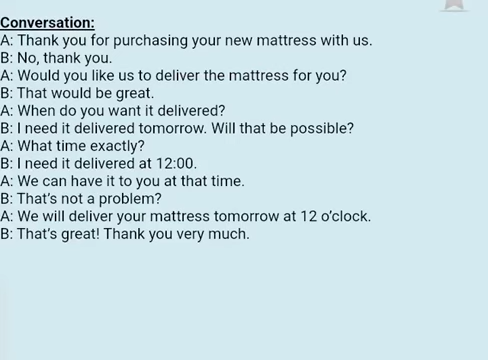 Conversation:
A: Thank you for purchasing your new mattress with us.
B: No, thank you.
A: Would you like us to deliver the mattress for you?
B: That would be great.
A: When do you want it delivered?
B: I need it delivered tomorrow. Will that be possible?
A: What time exactly?
B: I need it delivered at 12:00.
A: We can have it to you at that time.
B: That’s not a problem?
A: We will deliver your mattress tomorrow at 12 o’clock.
B: That’s great! Thank you very much.